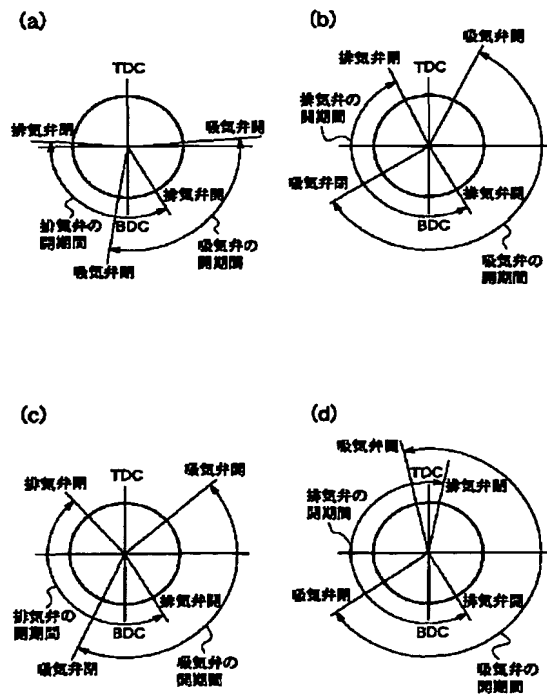 (a)
TDC
排気弁閉
吸気弁開
排気弁開
排気弁の
開期間
BDC
吸気弁閉
吸気弁の
開期間
(b)
吸気弁開
排気弁閉
TDC
排気弁の
開期間
吸気弁閉
排気弁開
BDC
吸気弁の
開期間
(c)
TDC
排気弁閉
吸気弁開
排気弁開
排気弁の
開期間
BDC
吸気弁閉
吸気弁の
開期間
(d)
吸気弁開
TDC
排気弁閉
排気弁の
開期間
吸気弁閉
排気弁開
BDC
吸気弁の
開期間